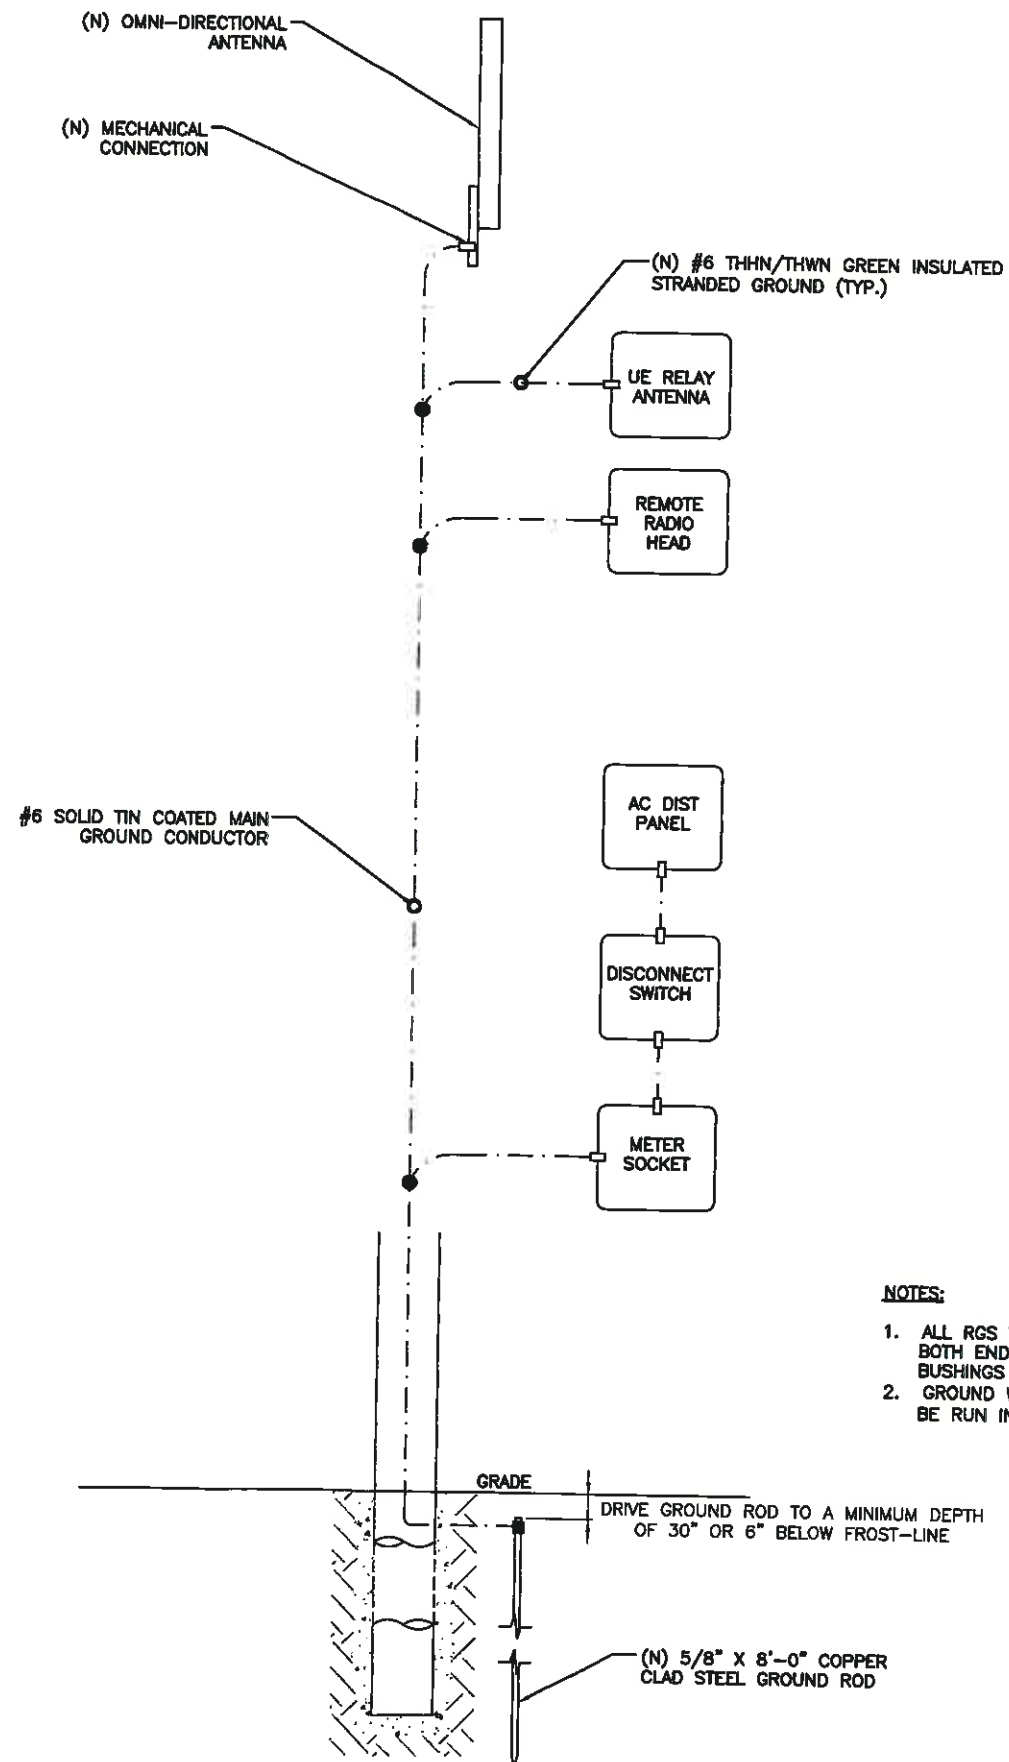 (N) OMNI-DIRECTIONAL
ANTENNA
(N) MECHANICAL
CONNECTION
(N) #6 THHN/THWN GREEN INSULATED
STRANDED GROUND (TYP.)
UE RELAY
ANTENNA
REMOTE
RADIO
HEAD
#6 SOLID TIN COATED MAIN
GROUND CONDUCTOR
AC DIST
PANEL
DISCONNECT
SWITCH
METER
SOCKET
NOTES:
1. ALL RGS
BOTH END
BUSHINGS
2. GROUND
BE RUN
GRADE
DRIVE GROUND ROD TO A MINIMUM DEPTH
OF 30" OR 6" BELOW FROST-LINE
(N) 5/8" X 8'-0" COPPER
CLAD STEEL GROUND ROD